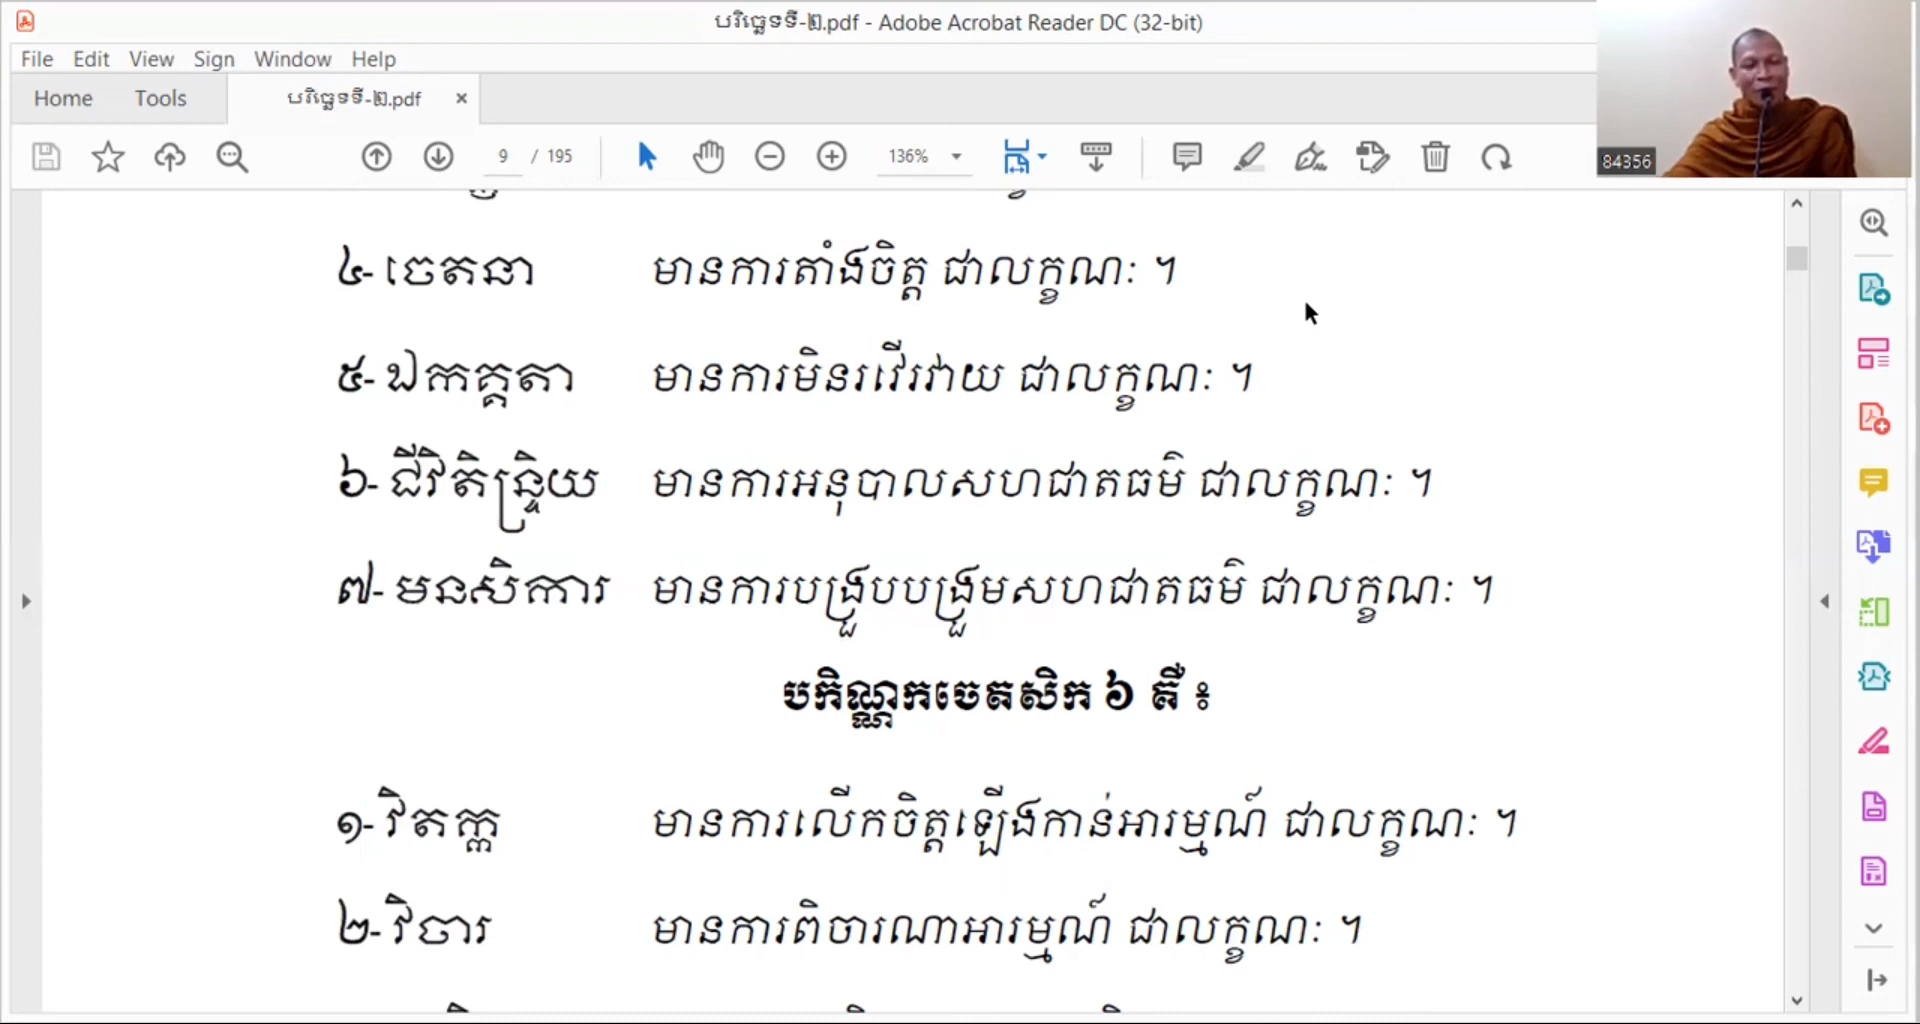 បរិច្ឆេទទី-២.pdf - Adobe Acrobat Reader DC (32-bit)
File Edit View Sign Window Help
Home Tools បរិច្ឆេទទី-២.pdf ×
9 / 195 136%
84356
៤- ចេតនា មានការតាំងចិត្ត ជាលក្ខណៈ ។
៥- ឯកគ្គតា មានការមិនរវើរវាយ ជាលក្ខណៈ ។
៦- ជីវិតិន្ទ្រិយ មានការអនុបាលសហជាតធម៌ ជាលក្ខណៈ ។
៧- មនសិការ មានការបង្រួបបង្រួមសហជាតធម៌ ជាលក្ខណៈ ។
បកិណ្ណកចេតសិក ៦ គឺ ៖
១- វិតក្ក មានការលើកចិត្តឡើងកាន់អារម្មណ៍ ជាលក្ខណៈ ។
២- វិចារ មានការពិចារណាអារម្មណ៍ ជាលក្ខណៈ ។